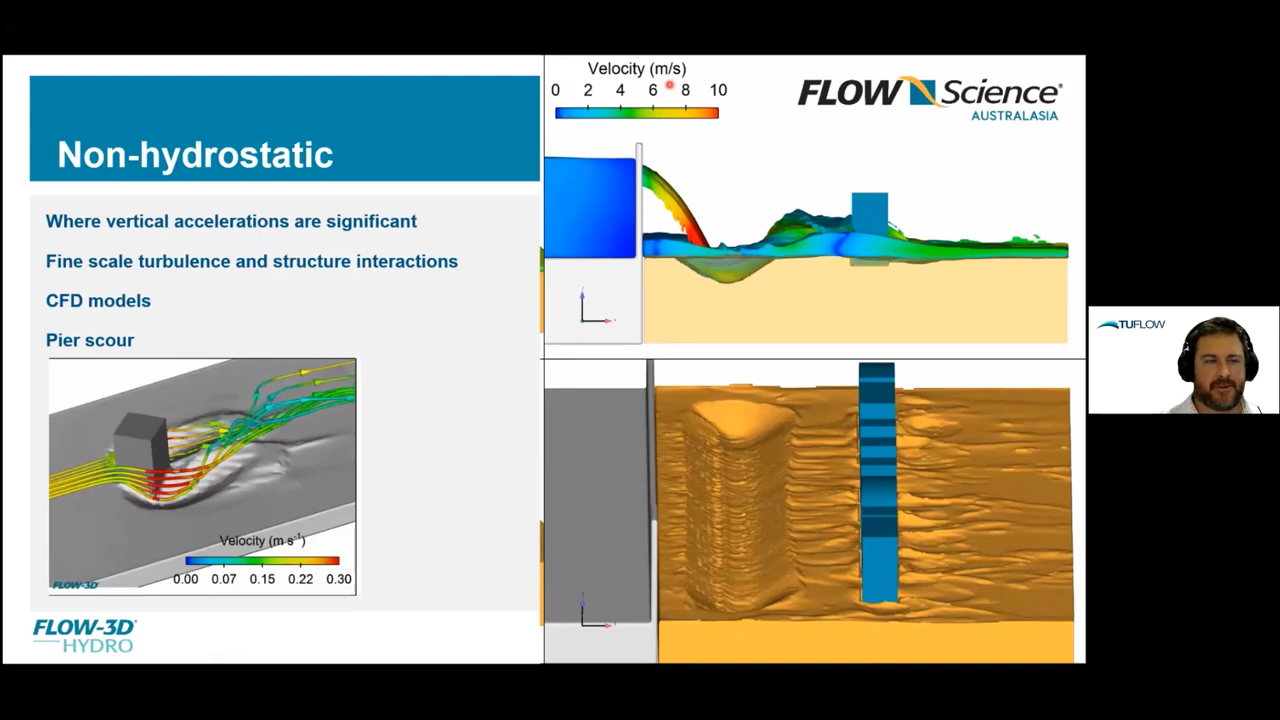 Non-hydrostatic
Where vertical accelerations are significant
Fine scale turbulence and structure interactions
CFD models
Pier scour
Velocity (m s⁻¹)
0.00 0.07 0.15 0.22 0.30
FLOW-3D
FLOW-3D®
HYDRO
Velocity (m/s)
0 2 4 6 8 10
FLOW Science®
AUSTRALASIA
TUFLOW